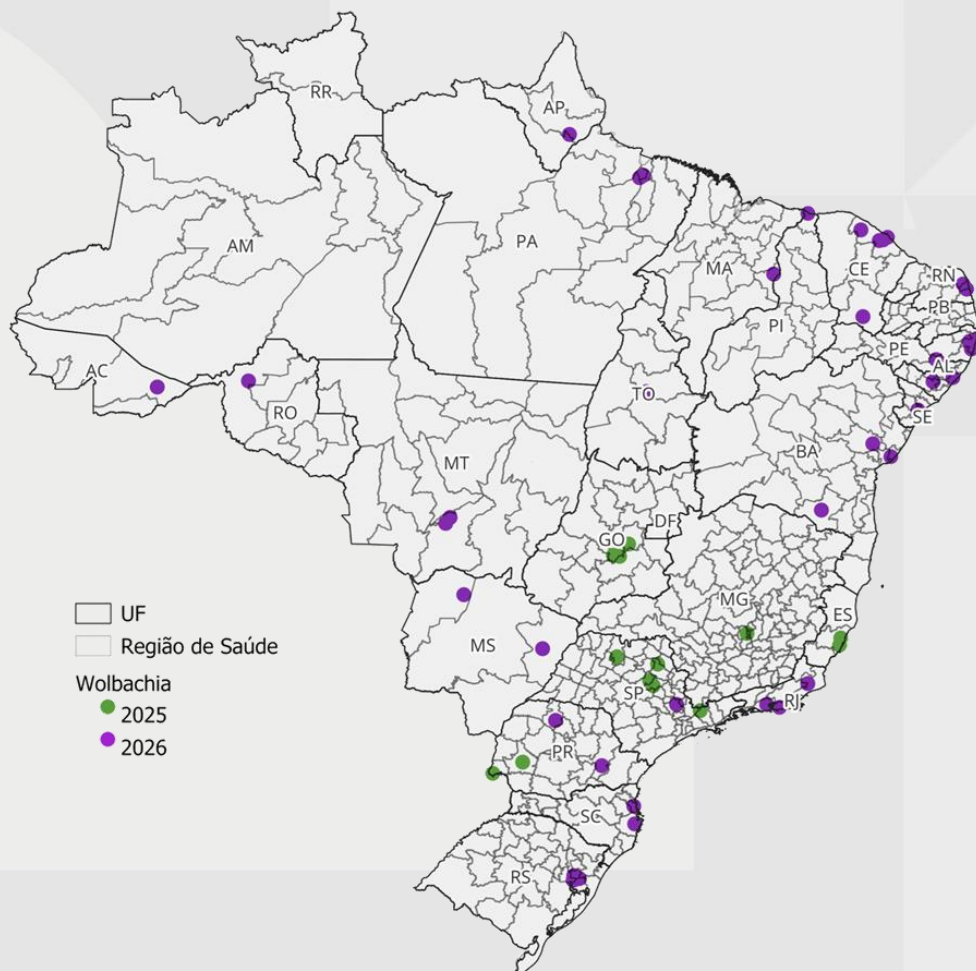 RR
AP
AM
PA
MA
CE
RN
PB
PI
PE
AC
AL
TO
RO
SE
BA
MT
DF
GO
MG
ES
UF
Região de Saúde
MS
Wolbachia
SP
RJ
2025
2026
PR
SC
RS